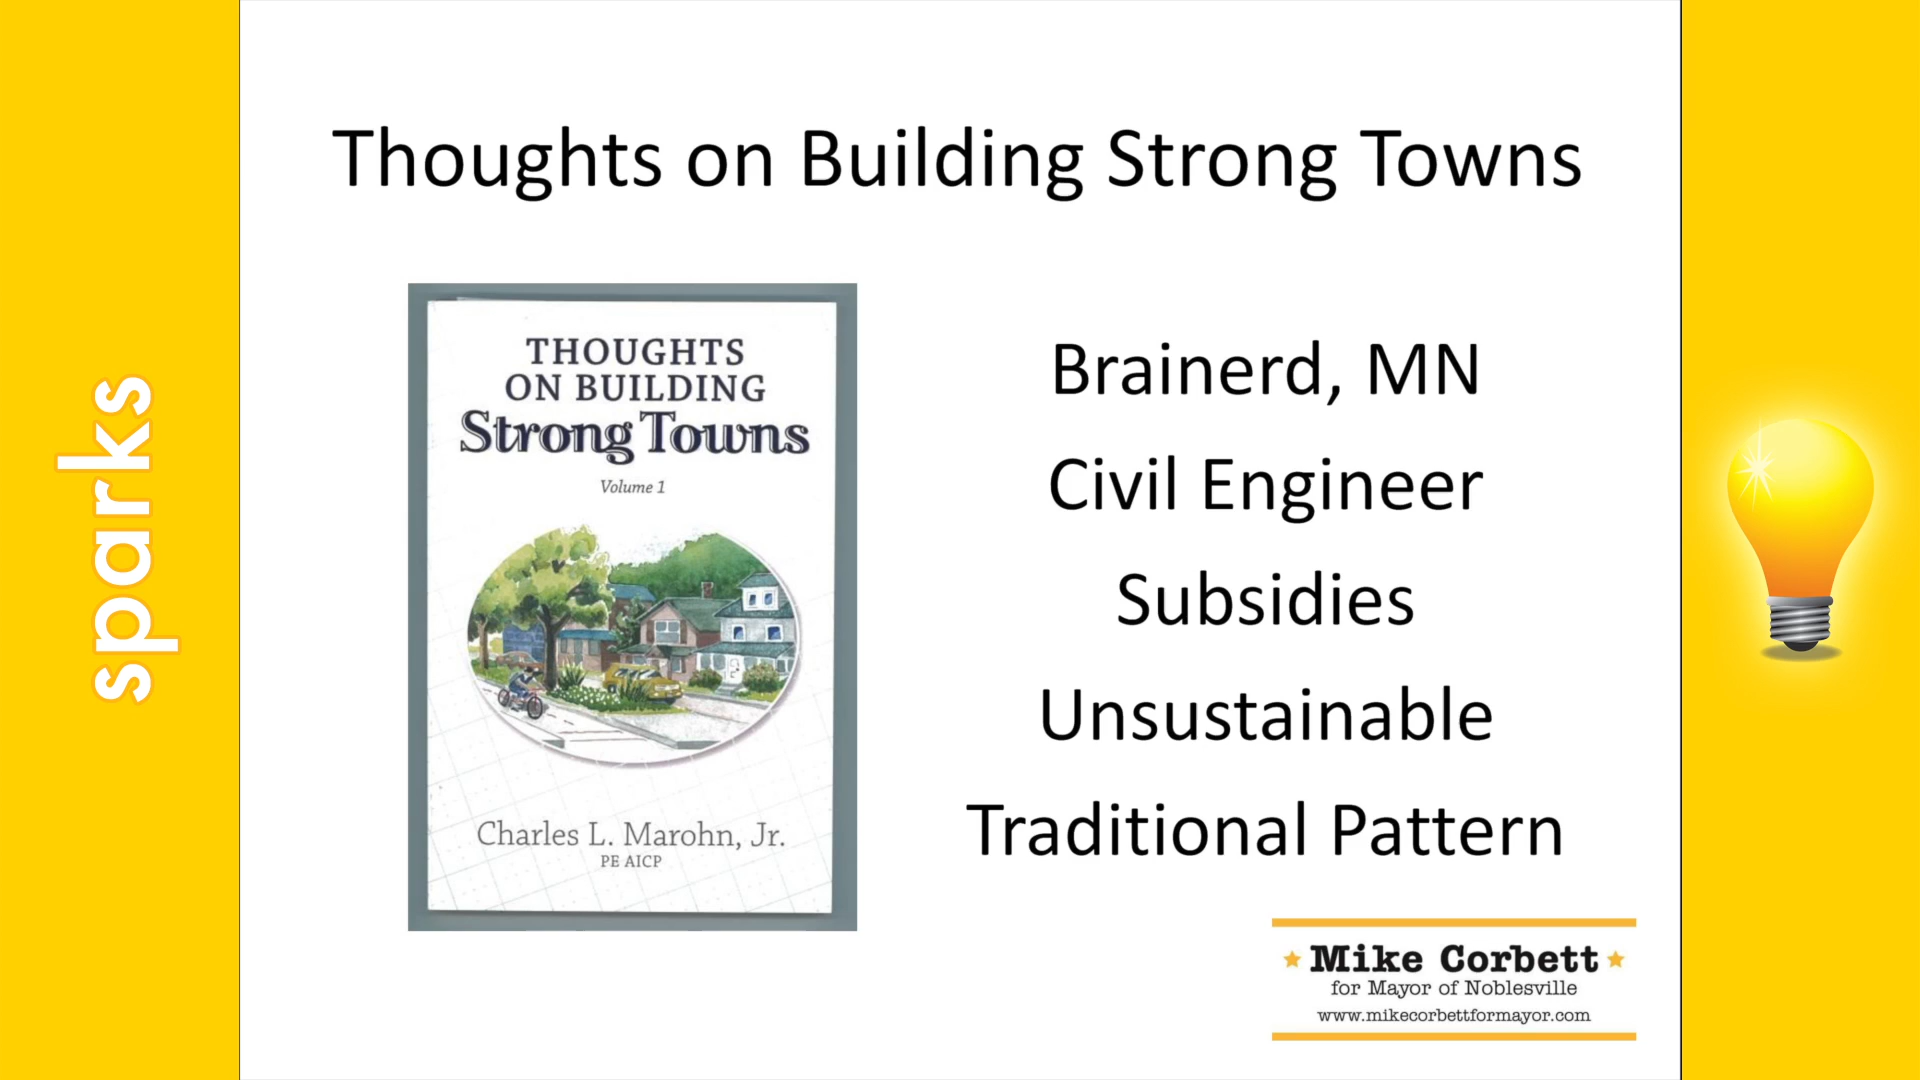 sparks
Thoughts on Building Strong Towns
THOUGHTS
ON BUILDING
Strong Towns
Volume 1
Charles L. Marohn, Jr.
PE AICP
Brainerd, MN
Civil Engineer
Subsidies
Unsustainable
Traditional Pattern
Mike Corbett
for Mayor of Noblesville
www.mikecorbettformayor.com